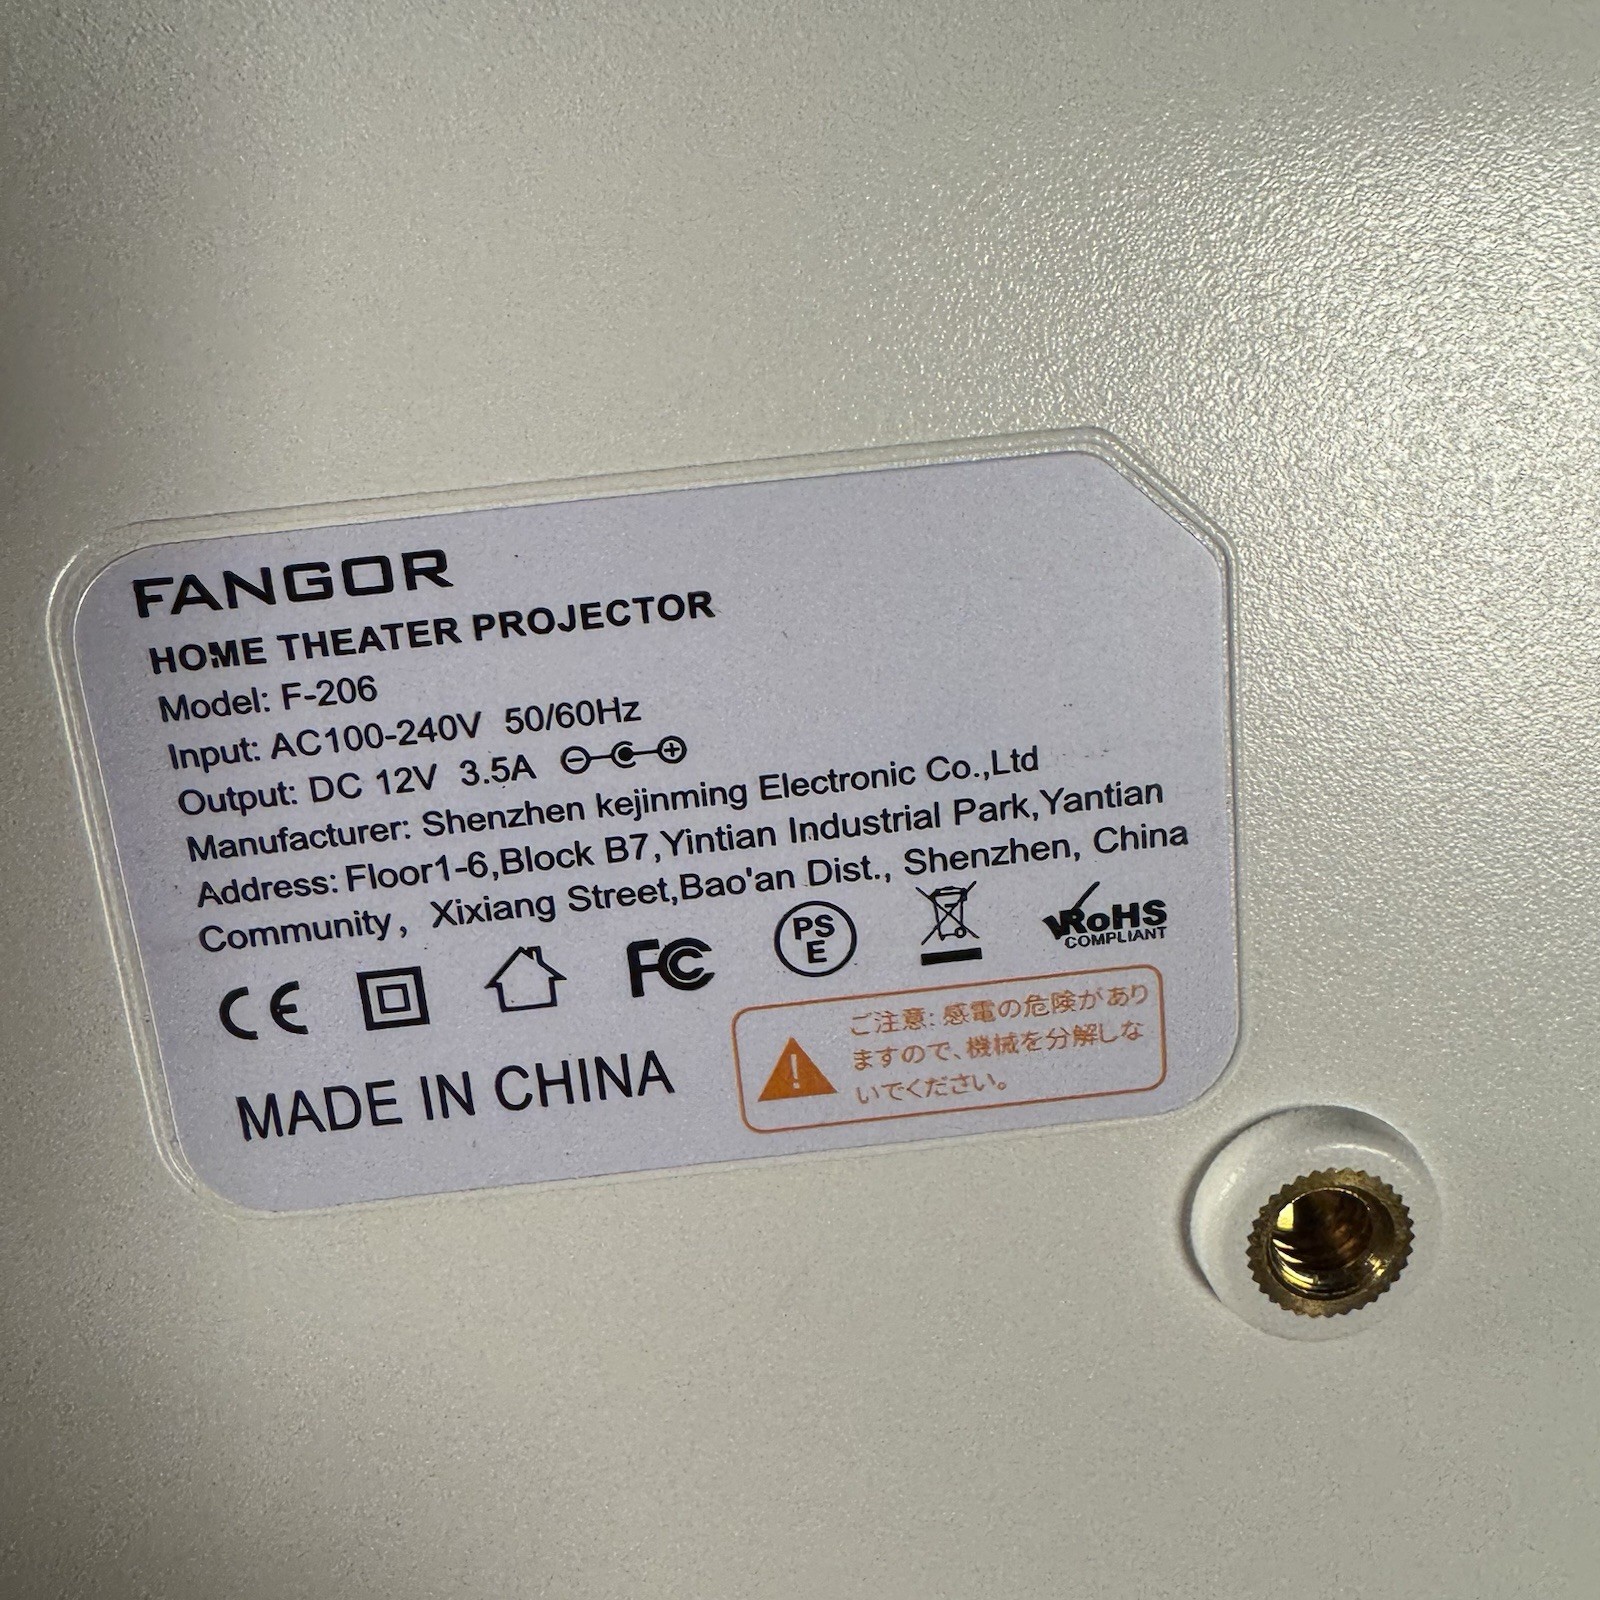 FANGOR
HOME THEATER PROJECTOR
Model: F-206
Input: AC100-240V 50/60Hz
Output: DC 12V 3.5A
Manufacturer: Shenzhen kejinming Electronic Co.,Ltd
Address: Floor1-6,Block B7,Yintian Industrial Park,Yantian
Community, Xixiang Street,Bao'an Dist., Shenzhen, China
CE FC PS E RoHS
COMPLIANT
MADE IN CHINA
ご注意: 感電の危険があり
ますので、機械を分解しな
いでください。